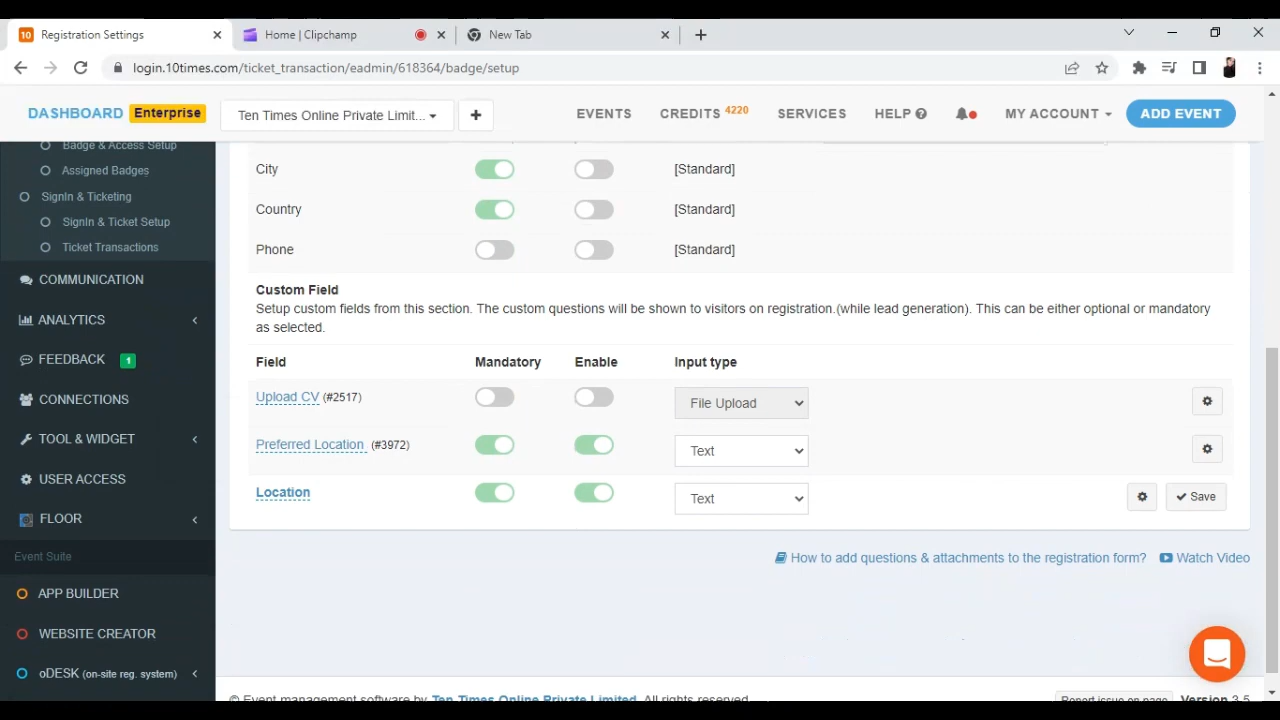 10 Registration Settings
Home | Clipchamp
New Tab
login.10times.com/ticket_transaction/eadmin/618364/badge/setup
DASHBOARD Enterprise
Ten Times Online Private Limit...
EVENTS
CREDITS 4220
SERVICES
HELP
MY ACCOUNT
ADD EVENT
Badge & Access Setup
Assigned Badges
SignIn & Ticketing
SignIn & Ticket Setup
Ticket Transactions
COMMUNICATION
ANALYTICS
FEEDBACK 1
CONNECTIONS
TOOL & WIDGET
USER ACCESS
FLOOR
Event Suite
APP BUILDER
WEBSITE CREATOR
oDESK (on-site reg. system)
City [Standard]
Country [Standard]
Phone [Standard]
Custom Field
Setup custom fields from this section. The custom questions will be shown to visitors on registration.(while lead generation). This can be either optional or mandatory
as selected.
Field Mandatory Enable Input type
Upload CV (#2517) File Upload
Preferred Location (#3972) Text
Location Text Save
How to add questions & attachments to the registration form? Watch Video
© Event management software by Ten Times Online Private Limited. All rights reserved.
Report issue on page Version 3.5